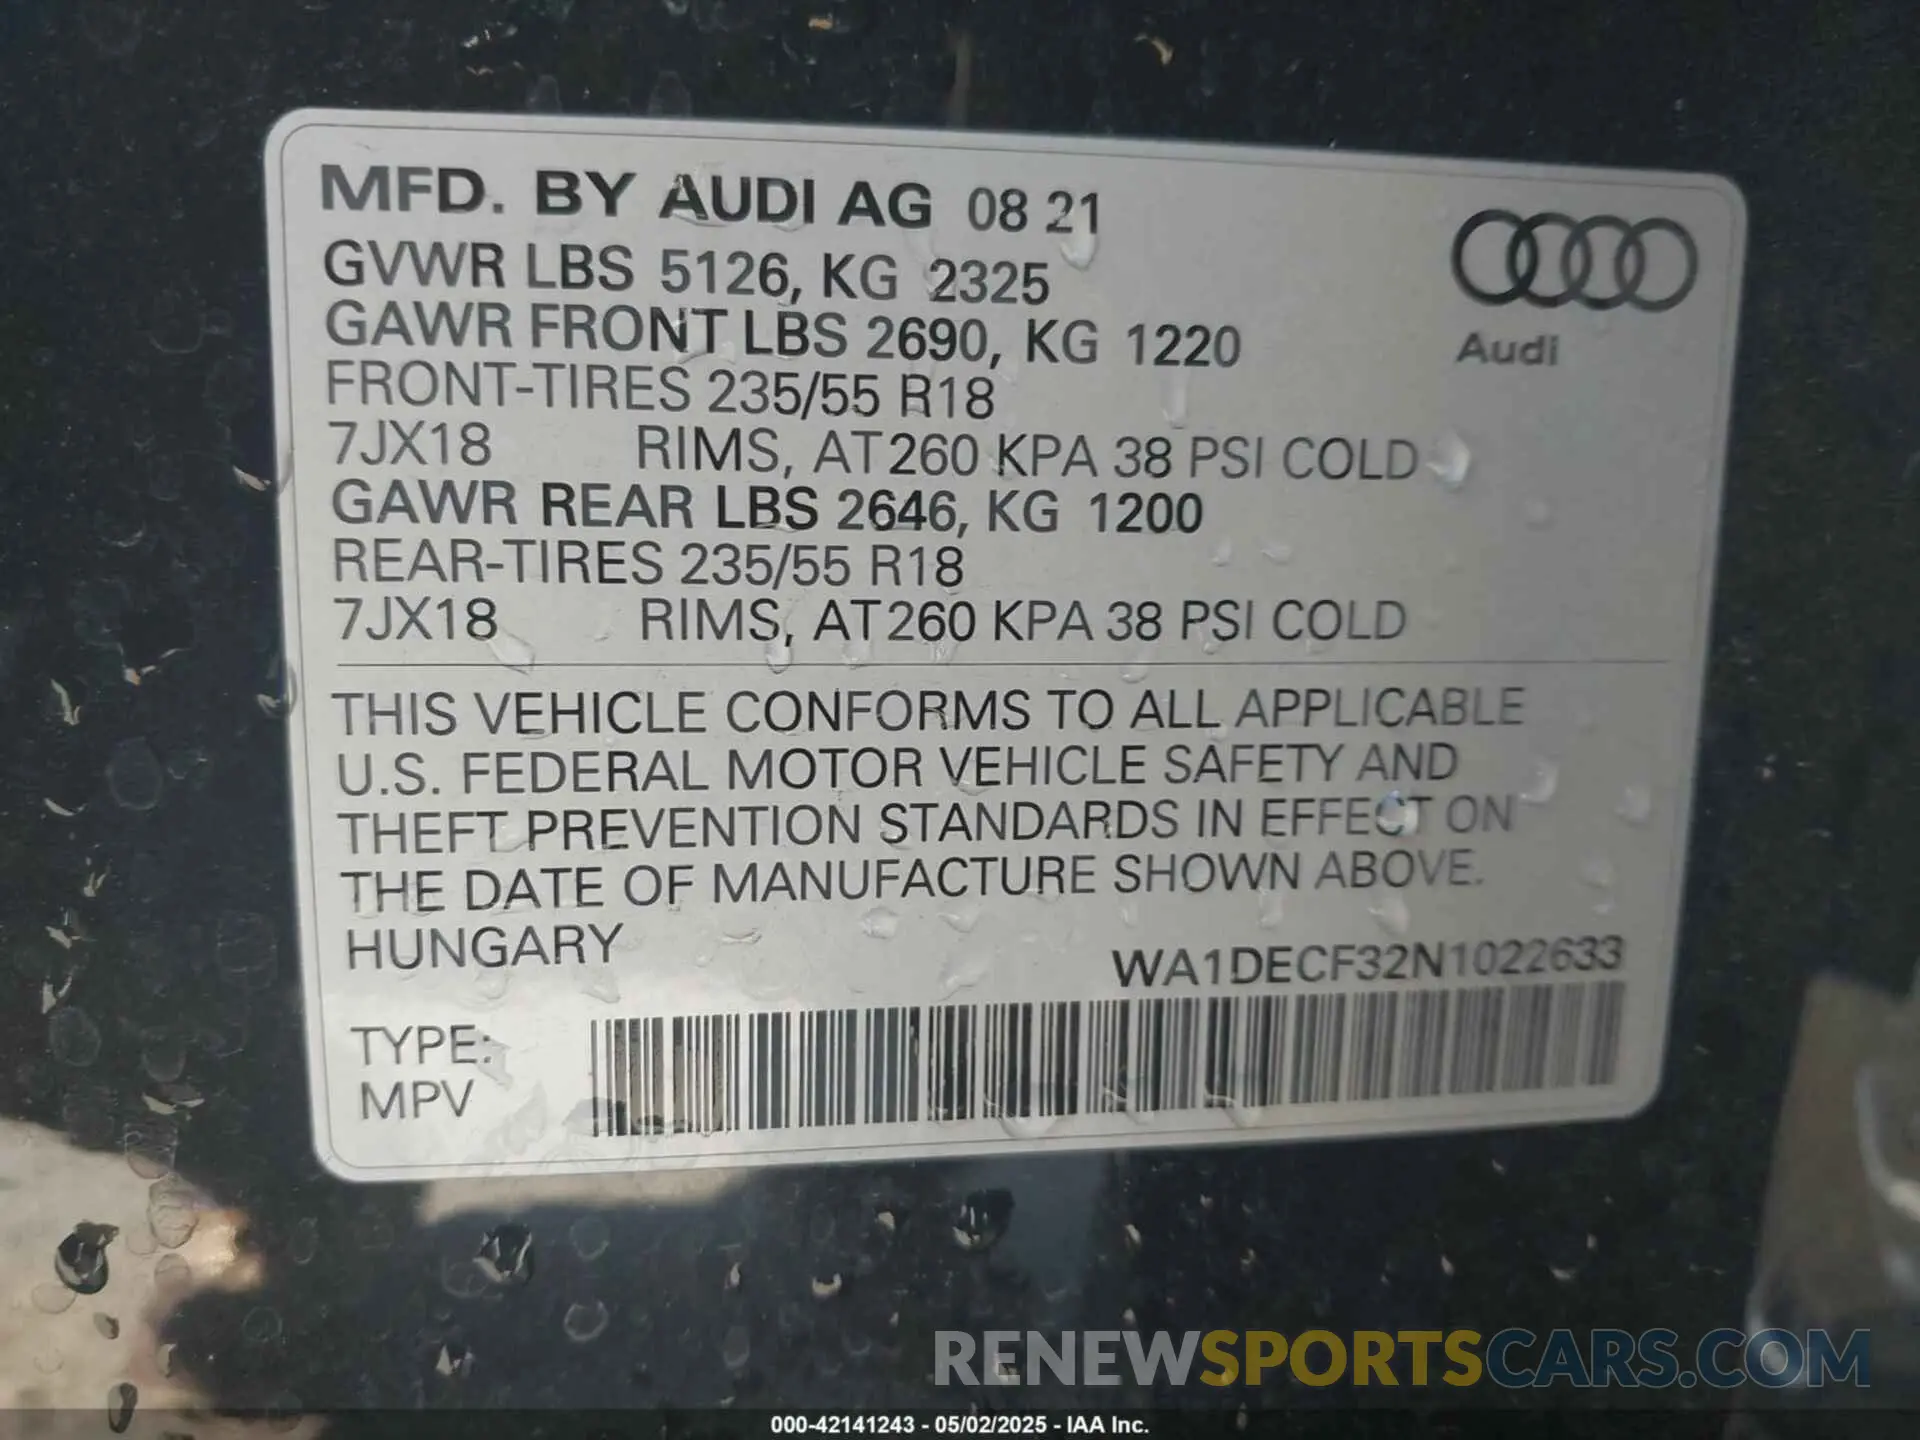 MFD. BY AUDI AG 08 21
GVWR LBS 5126, KG 2325
GAWR FRONT LBS 2690, KG 1220
FRONT-TIRES 235/55 R18
7JX18 RIMS, AT 260 KPA 38 PSI COLD
GAWR REAR LBS 2646, KG 1200
REAR-TIRES 235/55 R18
7JX18 RIMS, AT 260 KPA 38 PSI COLD
Audi
THIS VEHICLE CONFORMS TO ALL APPLICABLE
U.S. FEDERAL MOTOR VEHICLE SAFETY AND
THEFT PREVENTION STANDARDS IN EFFECT ON
THE DATE OF MANUFACTURE SHOWN ABOVE.
HUNGARY
WA1DECF32N1022633
TYPE:
MPV
RENEWSPORTSCARS.COM
000-42141243 - 05/02/2025 - IAA Inc.